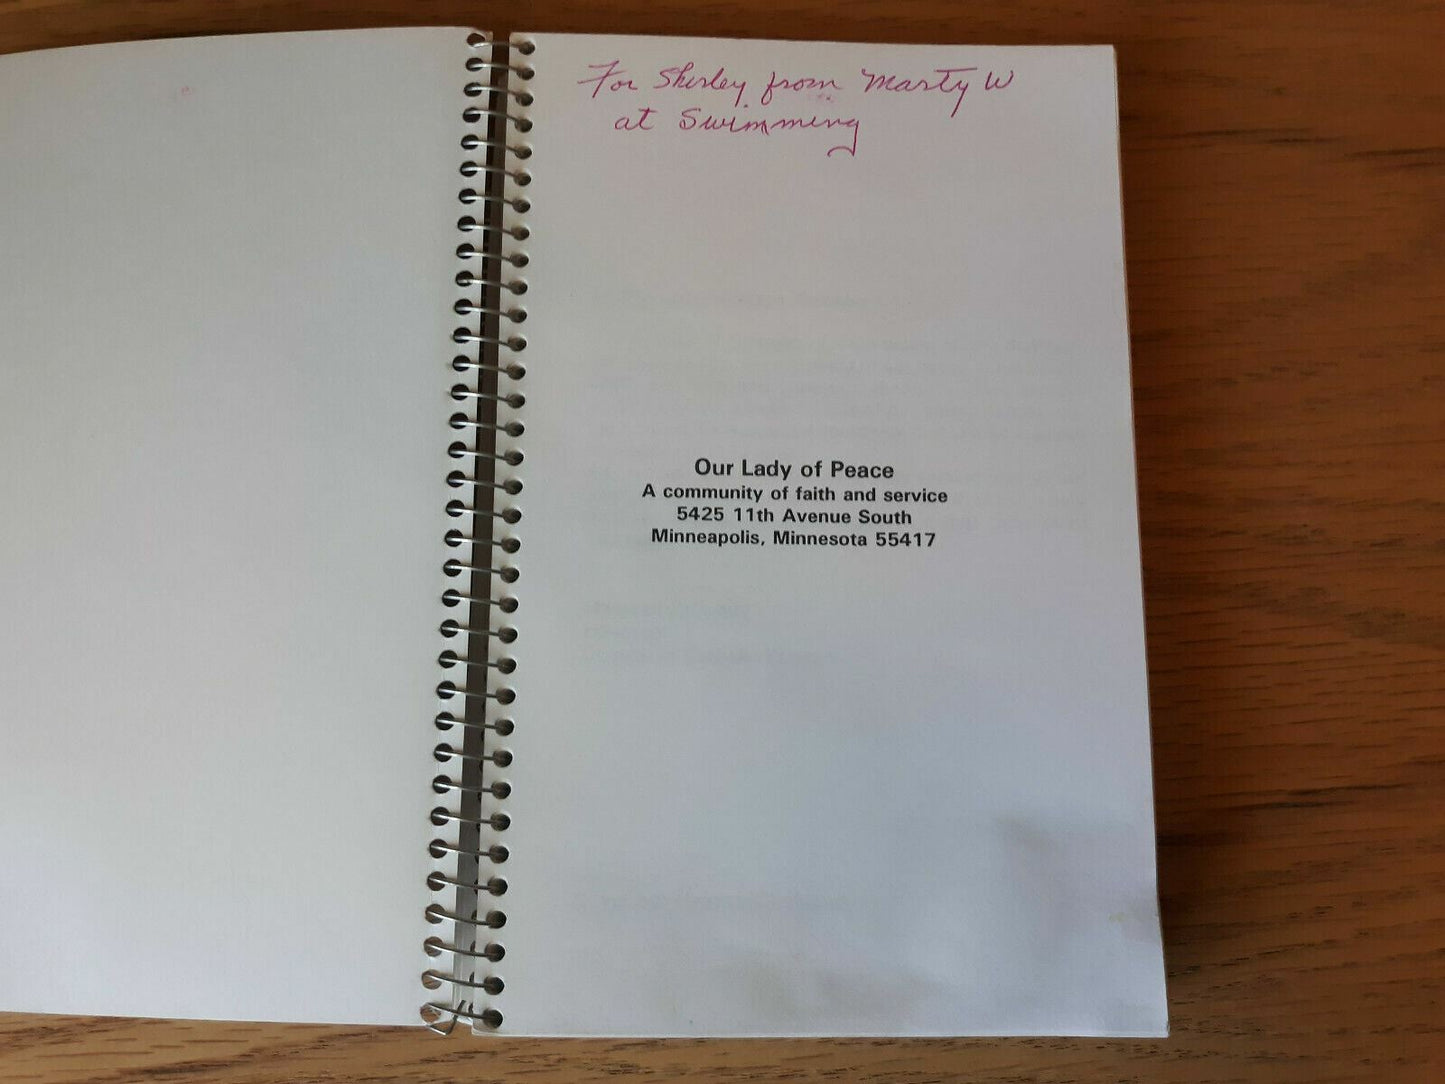 For Shirley from Marty W
at Swimming
Our Lady of Peace
A community of faith and service
5425 11th Avenue South
Minneapolis, Minnesota 55417